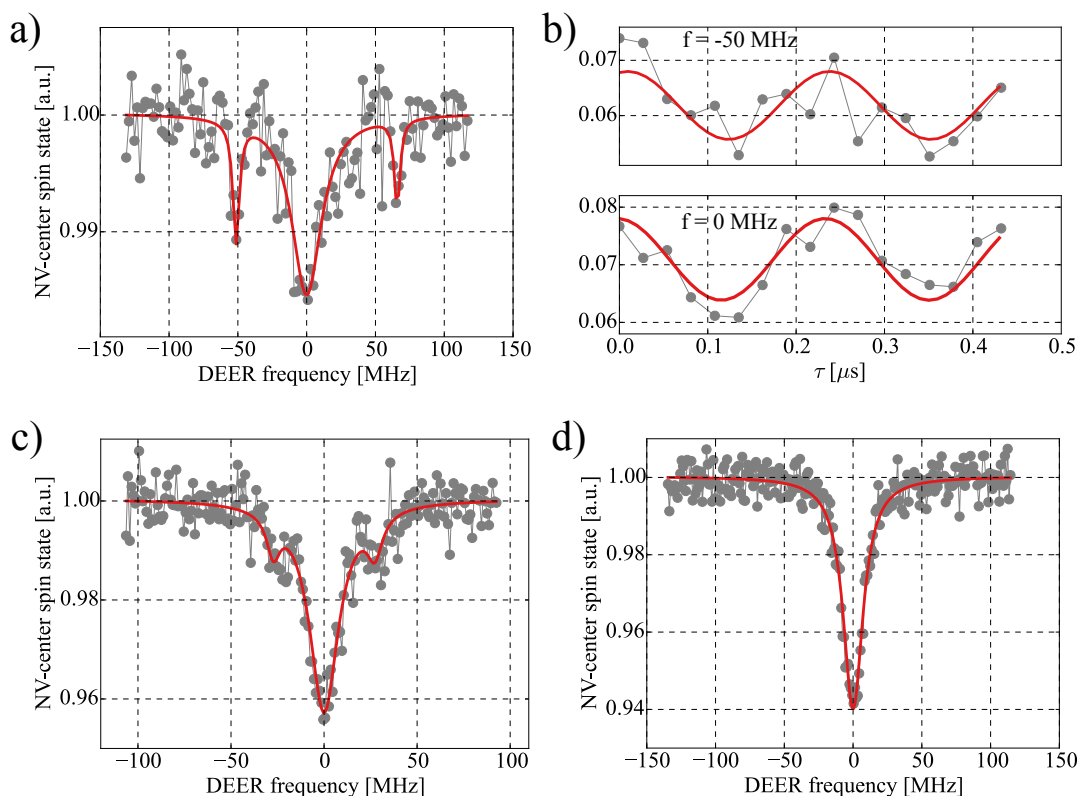 a)
NV-center spin state [a.u.]
1.00
0.99
−150 −100 −50 0 50 100 150
DEER frequency [MHz]
b)
f = -50 MHz
0.07
0.06
f = 0 MHz
0.08
0.07
0.06
0.0 0.1 0.2 0.3 0.4 0.5
τ [μs]
c)
NV-center spin state [a.u.]
1.00
0.98
0.96
−100 −50 0 50 100
DEER frequency [MHz]
d)
NV-center spin state [a.u.]
1.00
0.98
0.96
0.94
−150 −100 −50 0 50 100 150
DEER frequency [MHz]